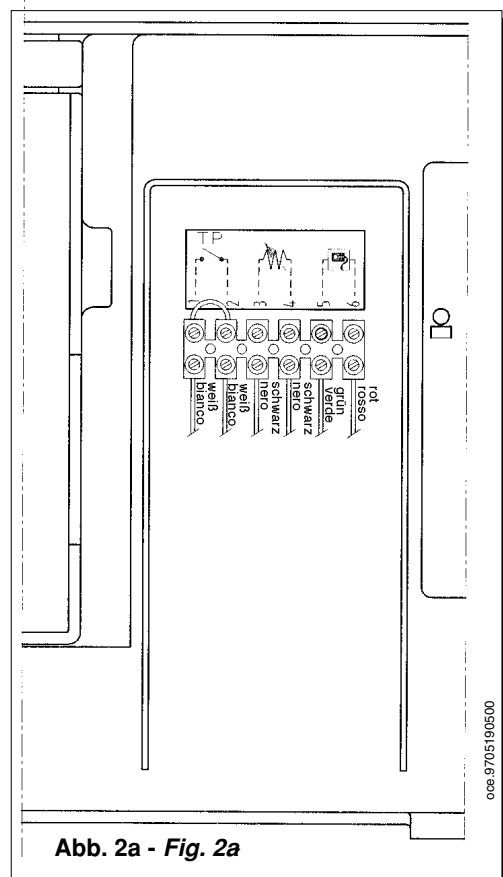 TP
1 2 3 4 5 6
weiß
bianco
weiß
bianco
schwarz
nero
schwarz
nero
grün
verde
rot
rosso
oce.9705190500
Abb. 2a - Fig. 2a